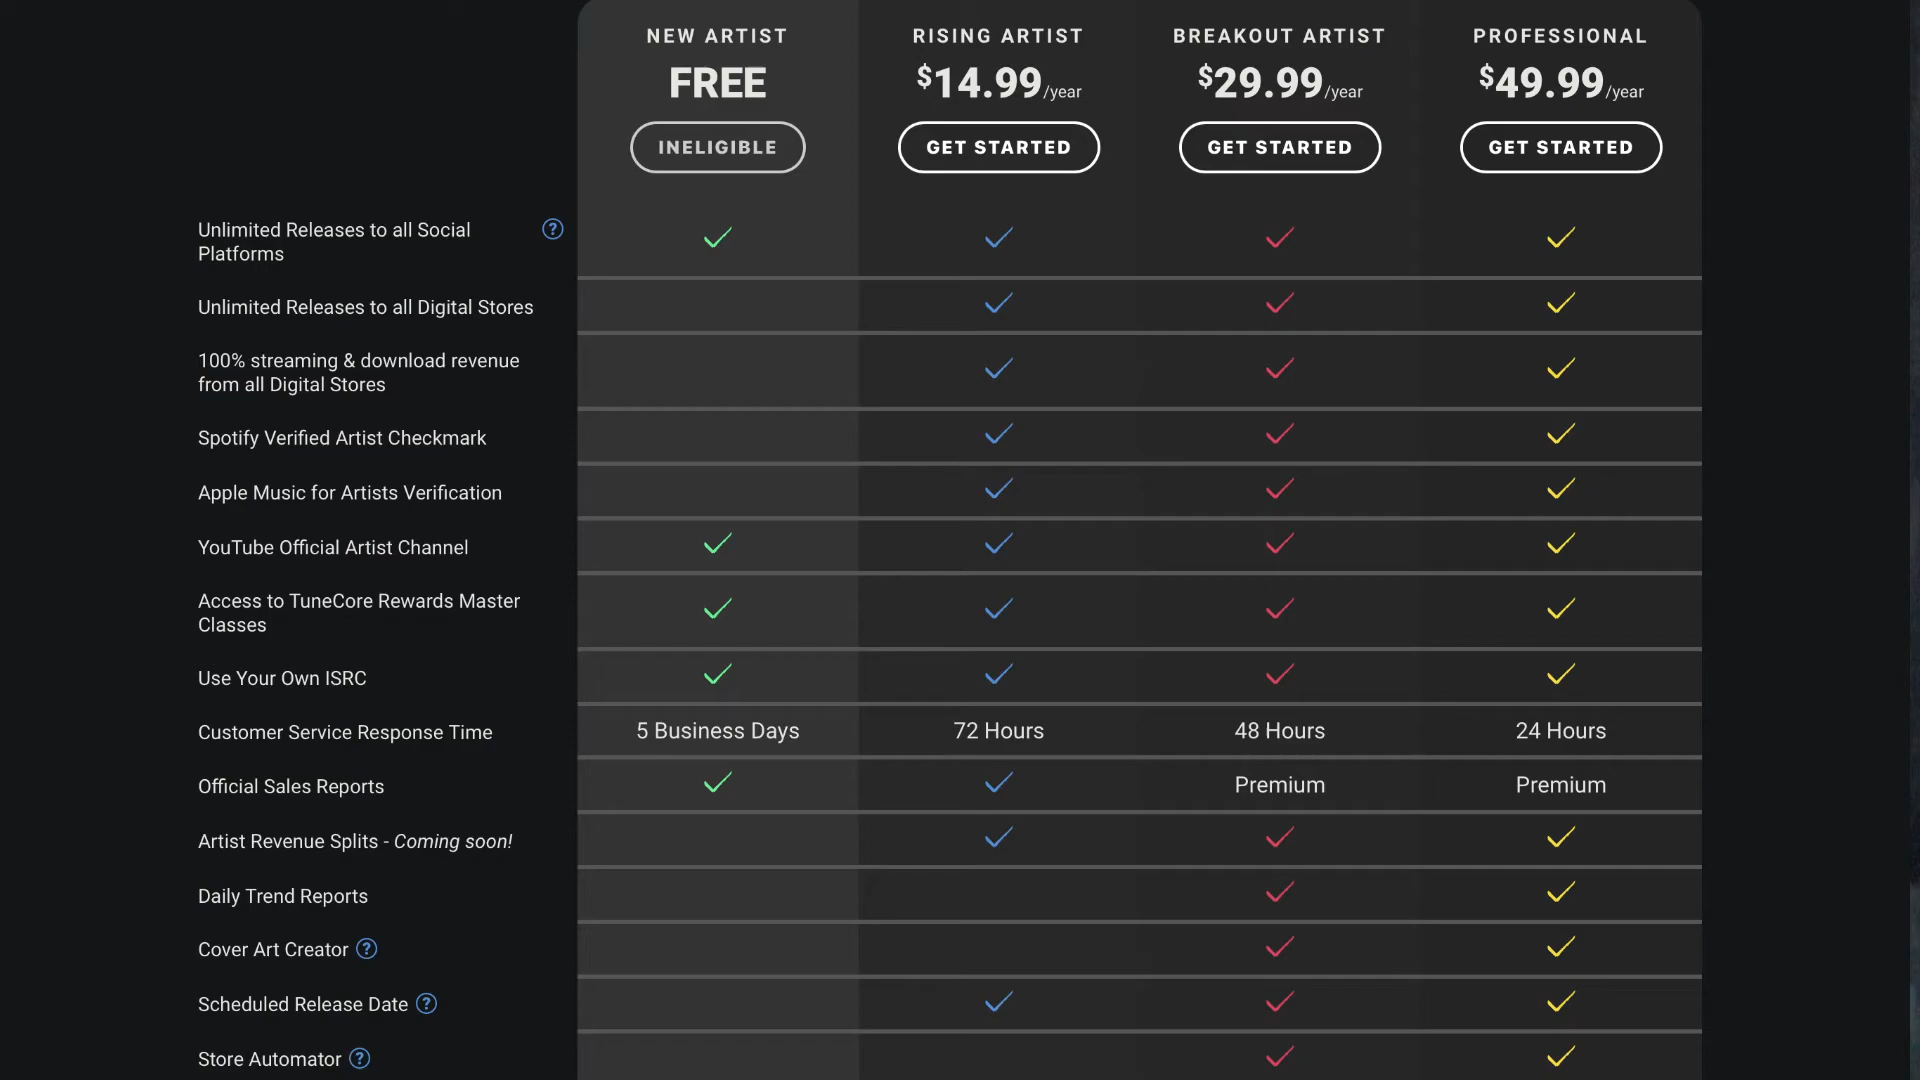 NEW ARTIST
FREE
INELIGIBLE
RISING ARTIST
$14.99/year
GET STARTED
BREAKOUT ARTIST
$29.99/year
GET STARTED
PROFESSIONAL
$49.99/year
GET STARTED
Unlimited Releases to all Social
Platforms
?
Unlimited Releases to all Digital Stores
100% streaming & download revenue
from all Digital Stores
Spotify Verified Artist Checkmark
Apple Music for Artists Verification
YouTube Official Artist Channel
Access to TuneCore Rewards Master
Classes
Use Your Own ISRC
Customer Service Response Time
5 Business Days
72 Hours
48 Hours
24 Hours
Official Sales Reports
Premium
Premium
Artist Revenue Splits - Coming soon!
Daily Trend Reports
Cover Art Creator ?
Scheduled Release Date ?
Store Automator ?